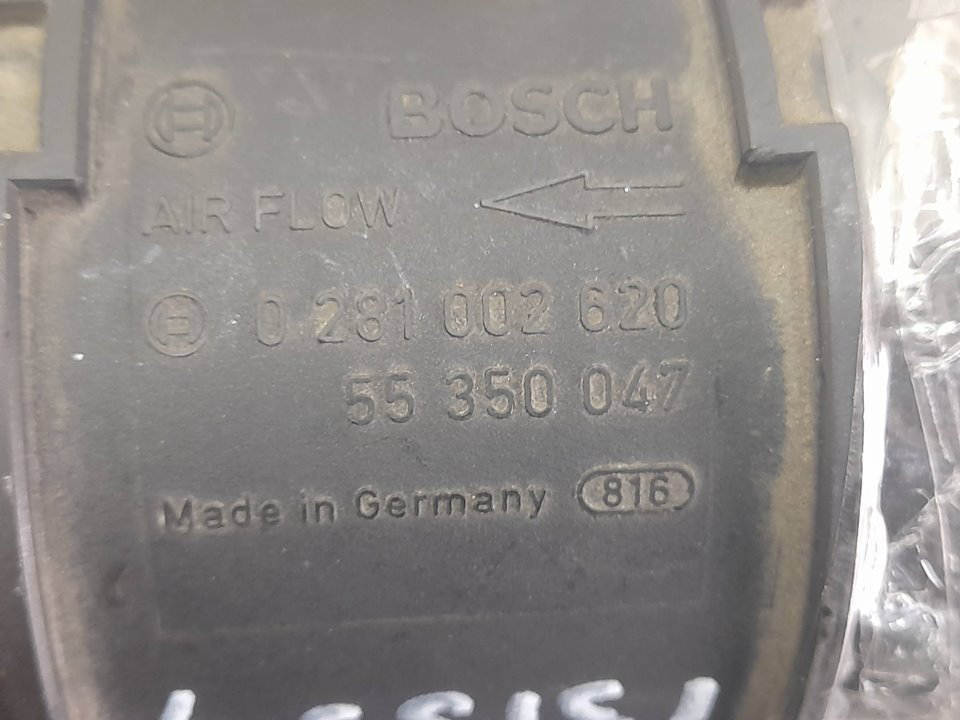 BOSCH
AIR FLOW
0 281 002 620
55 350 047
Made in Germany 816